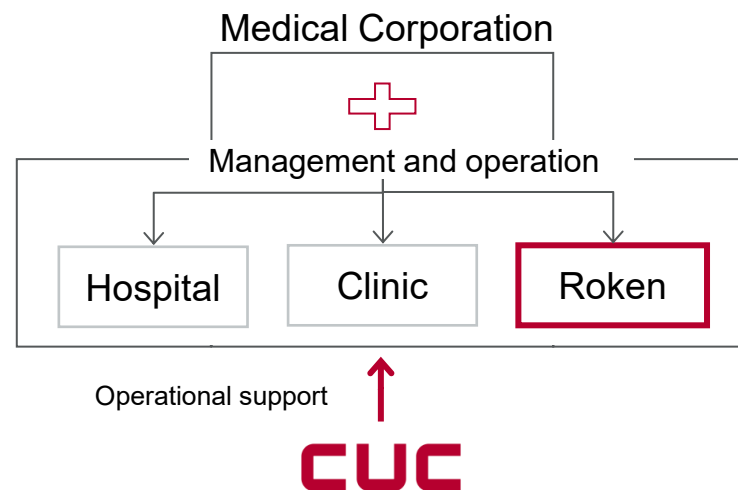 Medical Corporation
Management and operation
Hospital
Clinic
Roken
Operational support
CUC